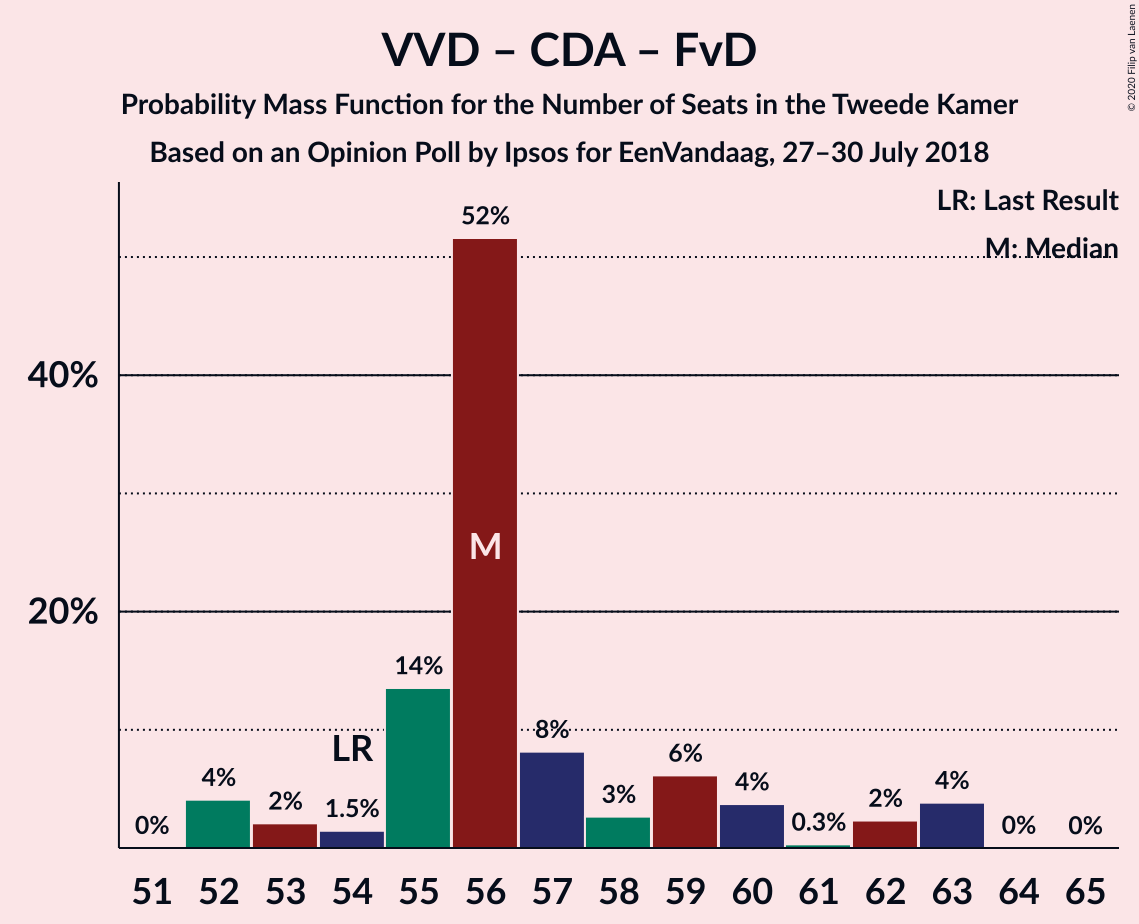 VVD – CDA – FvD
Probability Mass Function for the Number of Seats in the Tweede Kamer
Based on an Opinion Poll by Ipsos for EenVandaag, 27–30 July 2018
© 2020 Filip van Laenen
LR: Last Result
M: Median
40%
20%
0%
4%
2%
1.5%
LR
14%
52%
M
8%
3%
6%
4%
0.3%
2%
4%
0%
0%
51 52 53 54 55 56 57 58 59 60 61 62 63 64 65